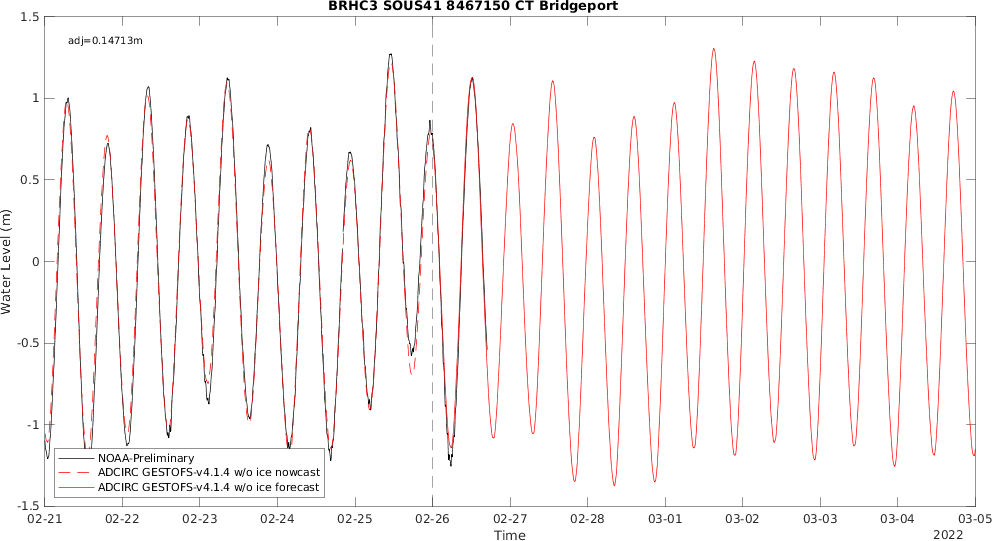 BRHC3 SOUS41 8467150 CT Bridgeport
adj=0.14713m
1.5
1
0.5
0
-0.5
-1
-1.5
Water Level (m)
NOAA-Preliminary
ADCIRC GESTOFS-v4.1.4 w/o ice nowcast
ADCIRC GESTOFS-v4.1.4 w/o ice forecast
02-21 02-22 02-23 02-24 02-25 02-26 02-27 02-28 03-01 03-02 03-03 03-04 03-05
Time
2022